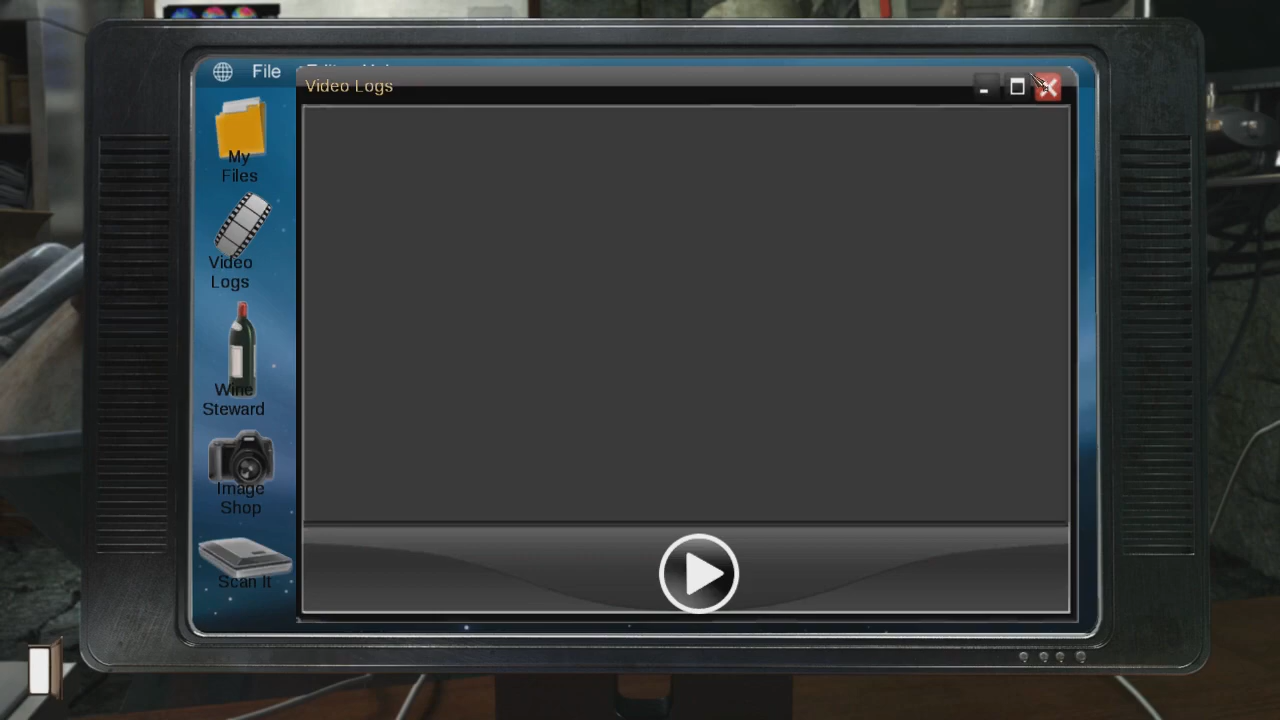 File
Video Logs
My
Files
Video
Logs
Wine
Steward
Image
Shop
Scan It